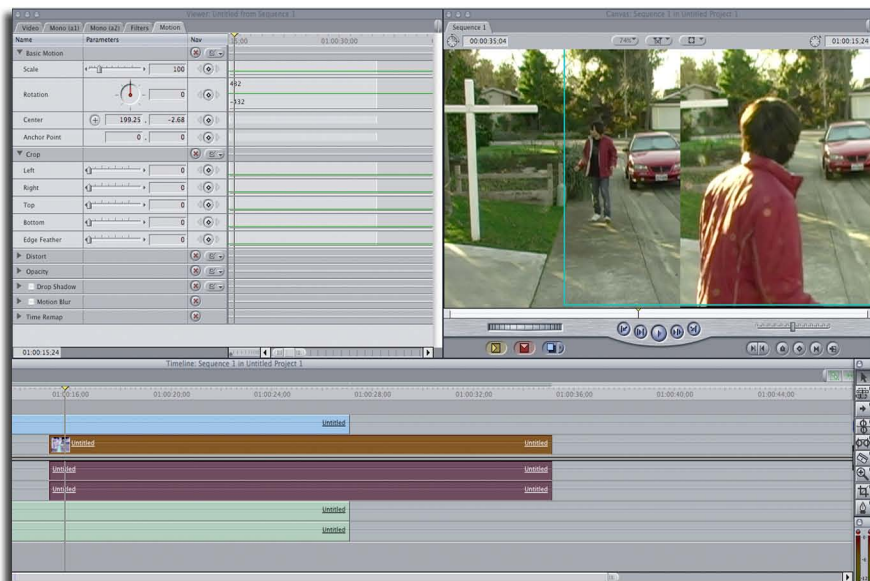 Viewer: Untitled from Sequence 1
Video Mono (a1) Mono (a2) Filters Motion
Name Parameters Nav
01:00:30;00
Basic Motion
Scale 100
Rotation 0
Center 199.25 , -2.68
Anchor Point 0 , 0
Crop
Left 0
Right 0
Top 0
Bottom 0
Edge Feather 0
Distort
Opacity
Drop Shadow
Motion Blur
Time Remap
01:00:15;24
Canvas: Sequence 1 in Untitled Project 1
Sequence 1
00:00:35;04 74% 01:00:15;24
Timeline: Sequence 1 in Untitled Project 1
01:00:16;00 01:00:20;00 01:00:24;00 01:00:28;00 01:00:32;00 01:00:36;00 01:00:40;00 01:00:44;00
Untitled
Untitled Untitled
Untitled Untitled
Untitled Untitled
Untitled
Untitled